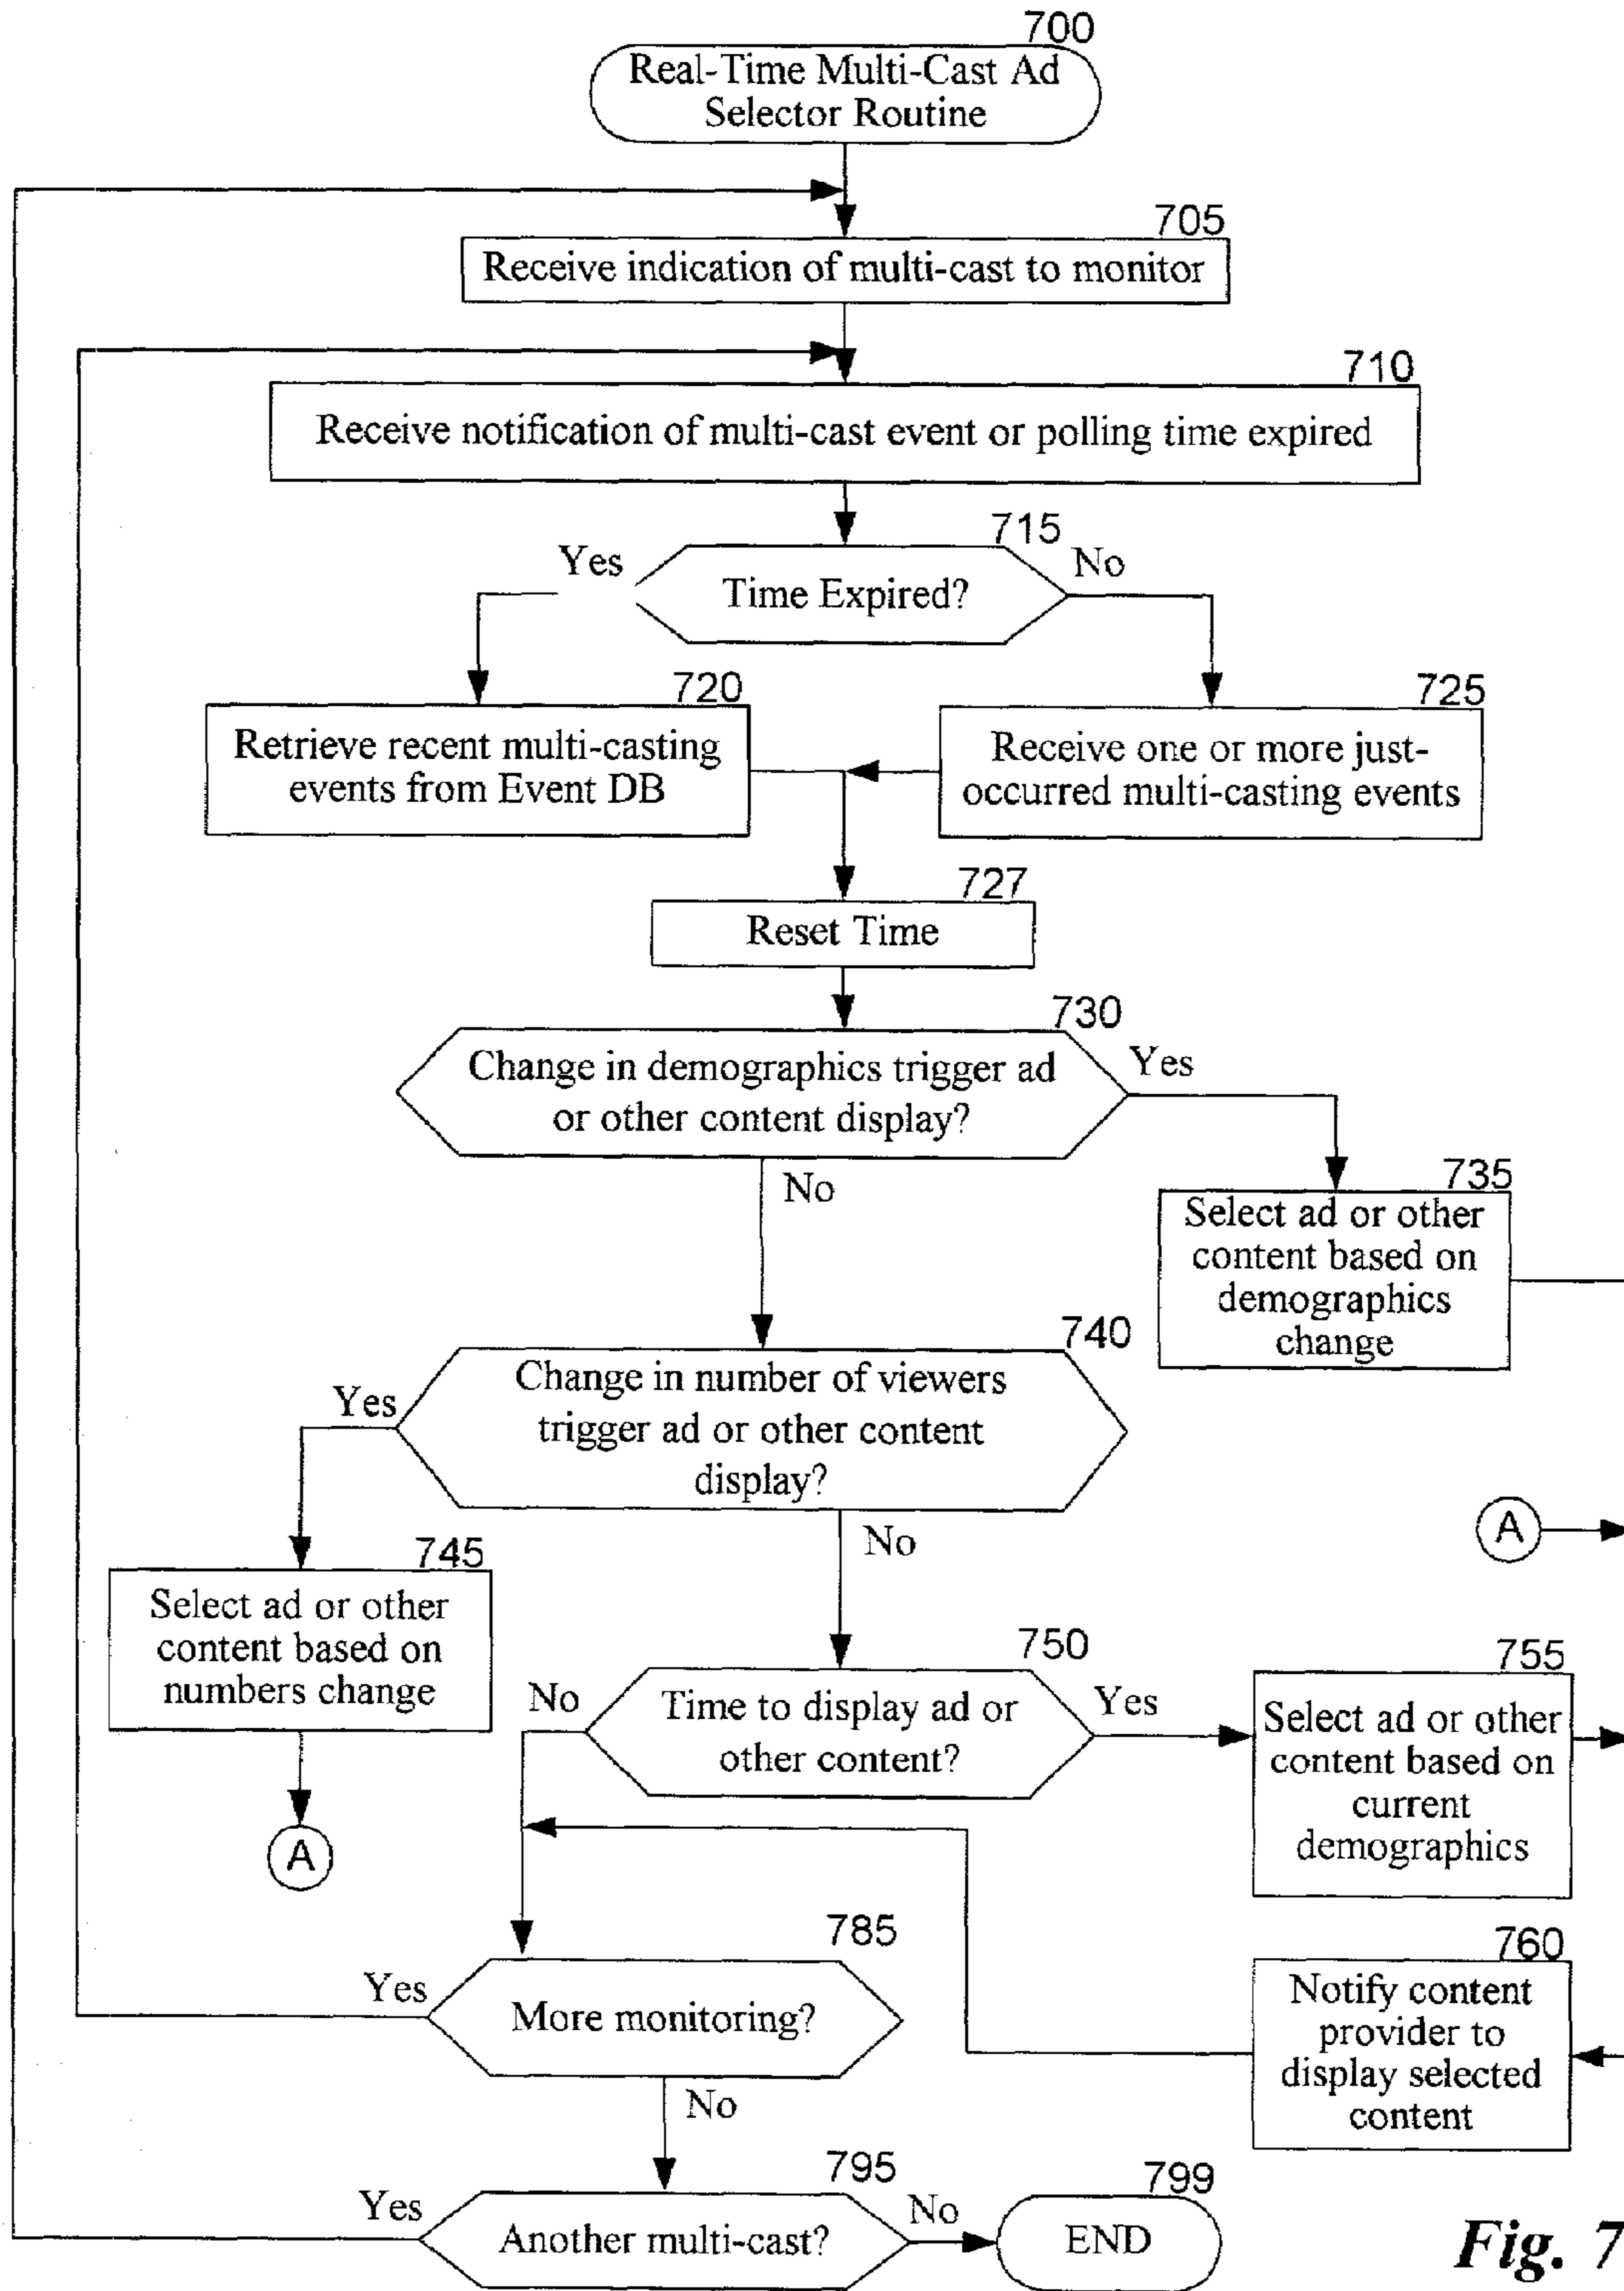 700
Real-Time Multi-Cast Ad
Selector Routine
705
Receive indication of multi-cast to monitor
710
Receive notification of multi-cast event or polling time expired
715
Yes
Time Expired?
No
720
Retrieve recent multi-casting
events from Event DB
725
Receive one or more just-
occurred multi-casting events
727
Reset Time
730
Change in demographics trigger ad
or other content display?
Yes
No
735
Select ad or other
content based on
demographics
change
740
Change in number of viewers
trigger ad or other content
display?
Yes
No
A
745
Select ad or other
content based on
numbers change
A
750
No
Time to display ad or
other content?
Yes
755
Select ad or other
content based on
current
demographics
760
Notify content
provider to
display selected
content
785
Yes
More monitoring?
No
795
Yes
Another multi-cast?
No
799
END
Fig. 7